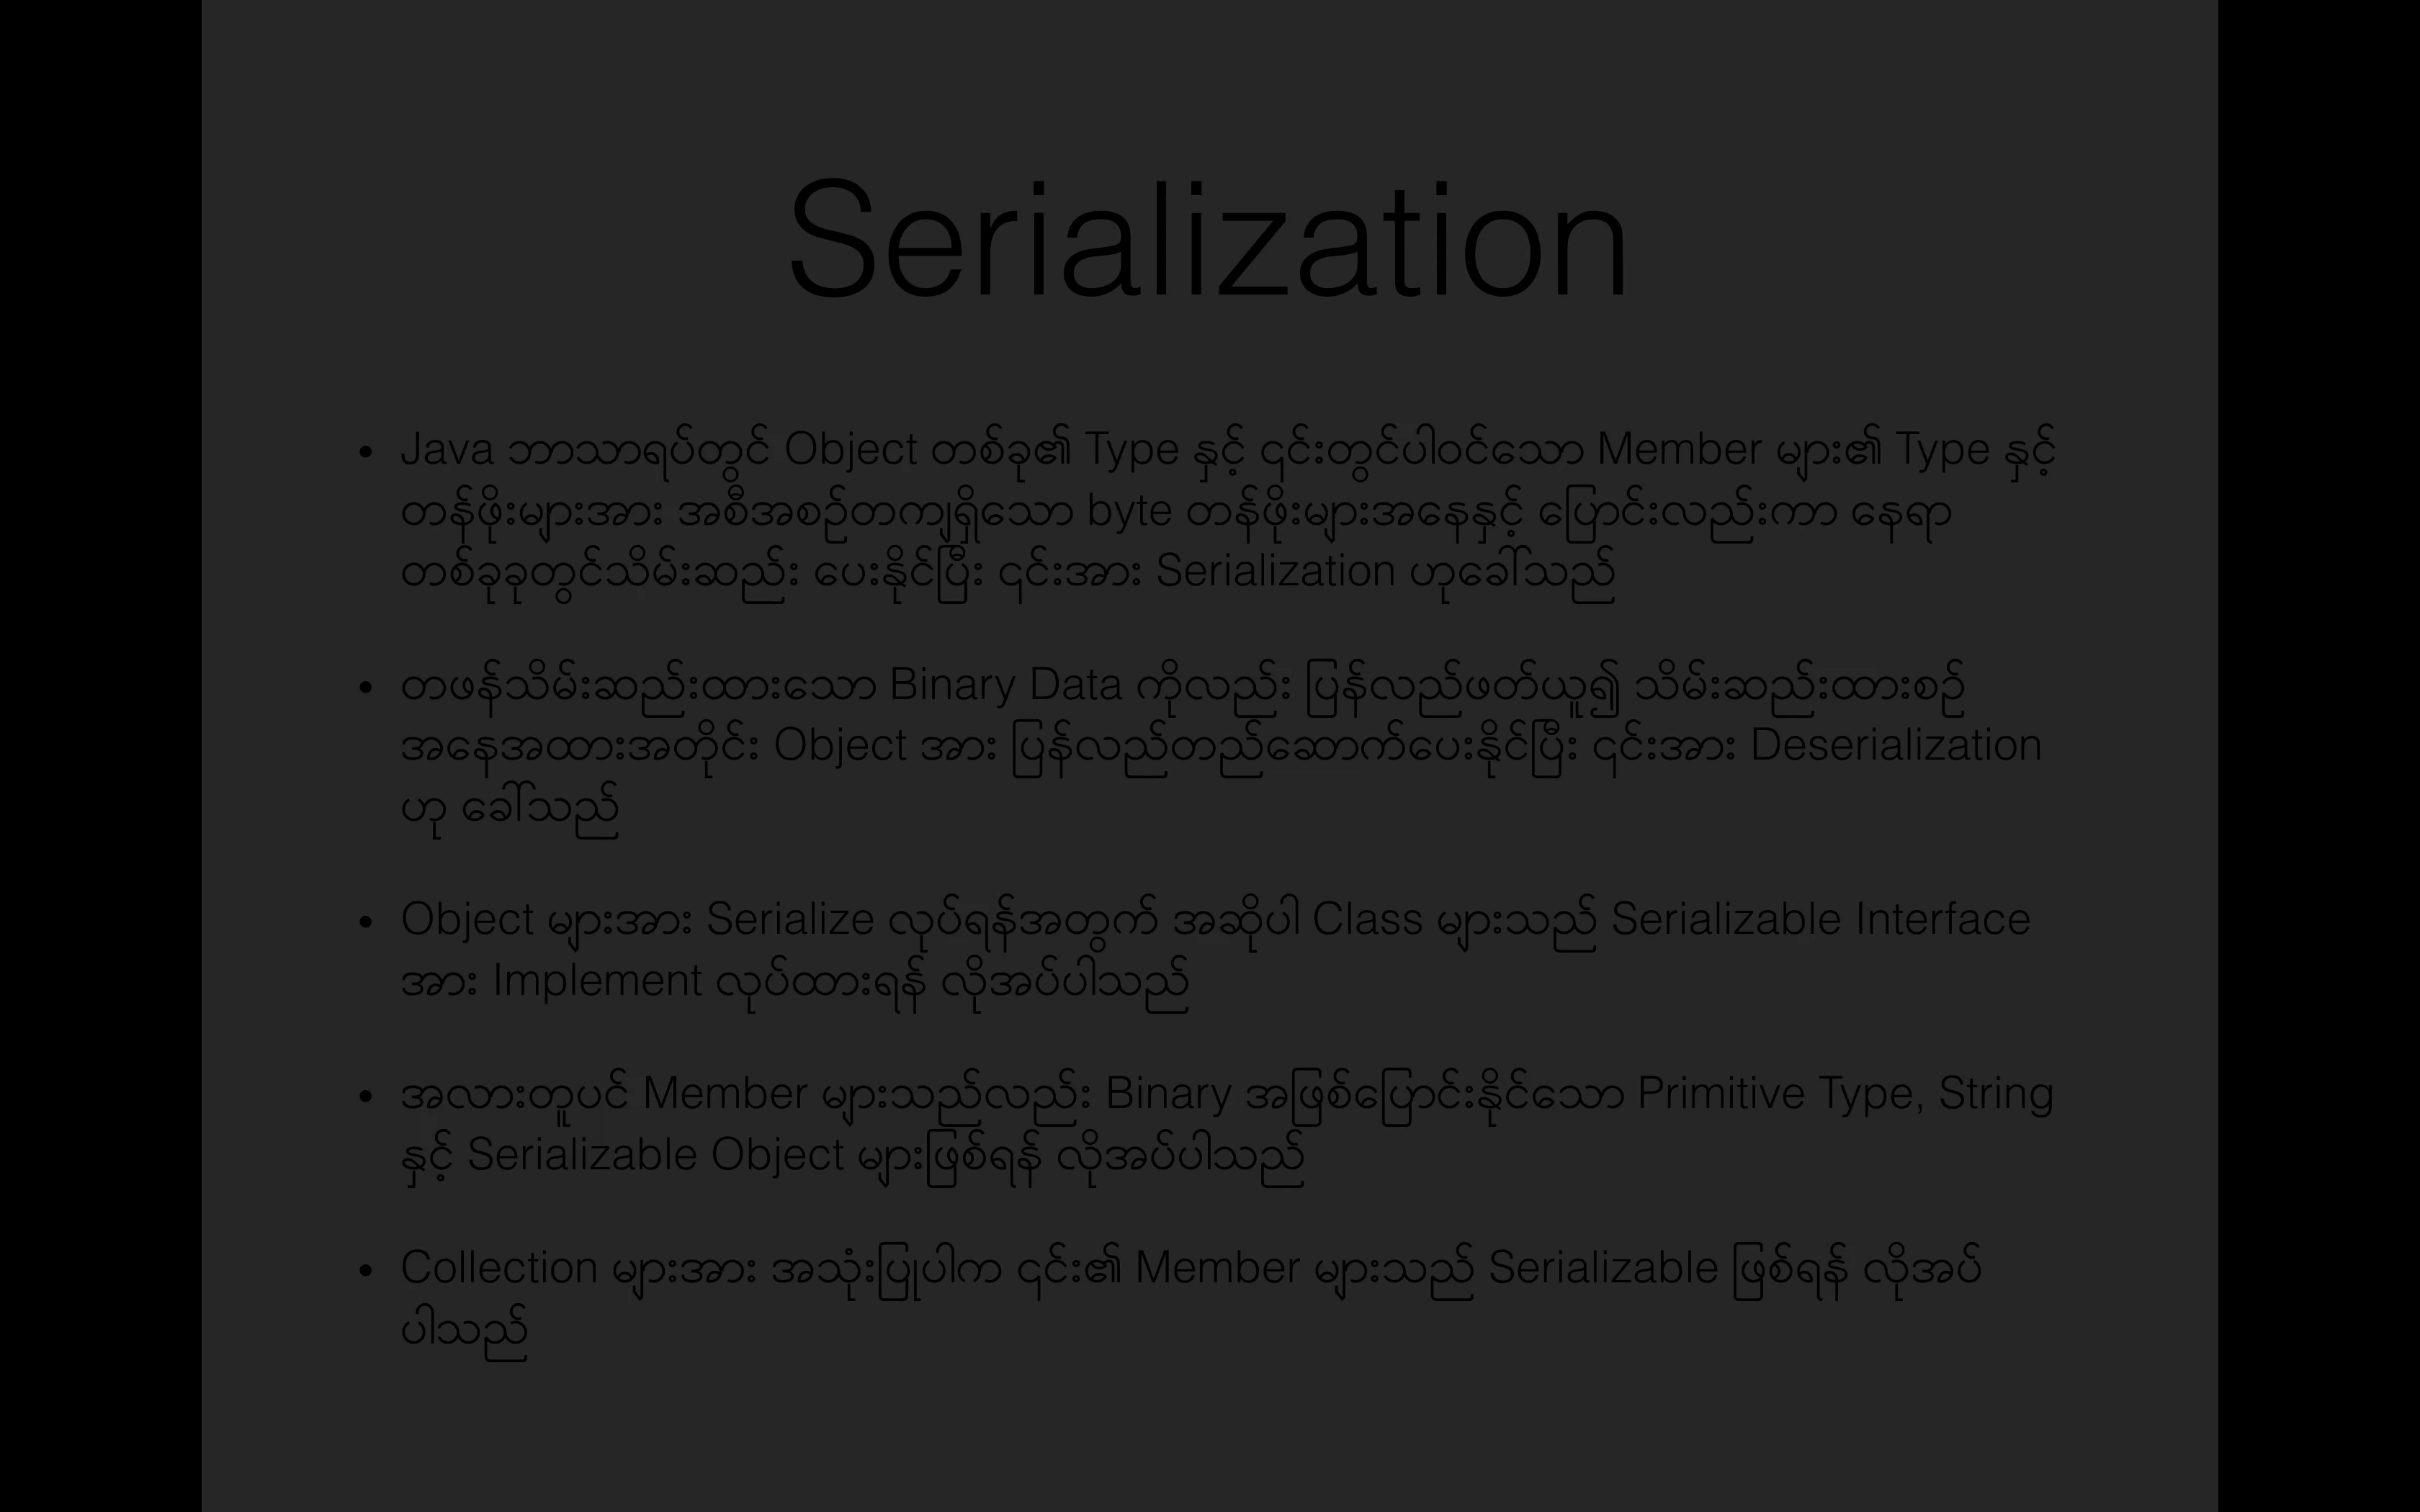 Serialization
• Java ဘာသာရပ်တွင် Object တစ်ခု၏ Type နှင့် ၎င်းတွင်ပါဝင်သော Member များ၏ Type နှင့်
တန်ဖိုးများအား အစီအစဉ်တကျရှိသော byte တန်ဖိုးများအနေနှင့် ပြောင်းလည်းကာ နေရာ
တစ်ခုခုတွင်သိုမ်းဆည်း ပေးနိုင်ပြီး ၎င်းအား Serialization ဟုခေါ်သည်
• တဖန်သိမ်းဆည်းထားသော Binary Data ကိုလည်း ပြန်လည်ဖတ်ယူ၍ သိမ်းဆည်းထားစဉ်
အနေအထားအတိုင်း Object အား ပြန်လည်တည်ဆောက်ပေးနိုင်ပြီး ၎င်းအား Deserialization
ဟု ခေါ်သည်
• Object များအား Serialize လုပ်ရန်အတွက် အဆိုပါ Class များသည် Serializable Interface
အား Implement လုပ်ထားရန် လိုအပ်ပါသည်
• အလားတူပင် Member များသည်လည်း Binary အဖြစ်ပြောင်းနိုင်သော Primitive Type, String
နှင့် Serializable Object များဖြစ်ရန် လိုအပ်ပါသည်
• Collection များအား အသုံးပြုပါက ၎င်း၏ Member များသည် Serializable ဖြစ်ရန် လိုအပ်
ပါသည်